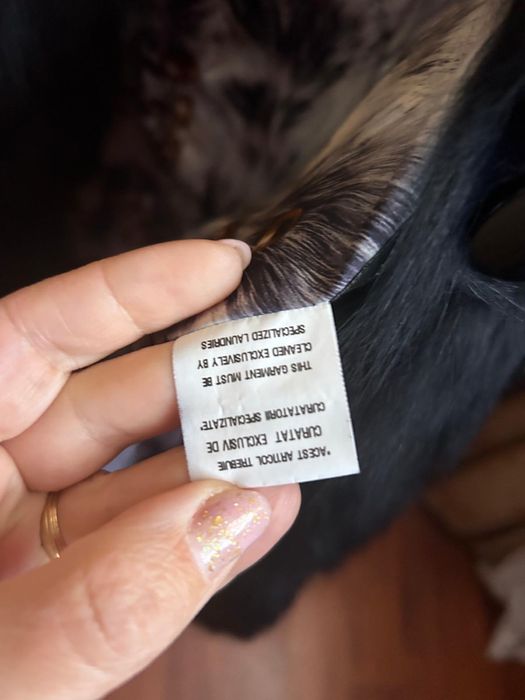 "ACEST ARTICOL TREBUIE
CURATAT EXCLUSIV DE
CURATATORII SPECIALIZATE"
THIS GARMENT MUST BE
CLEANED EXCLUSIVELY BY
SPECIALIZED LAUNDRIES